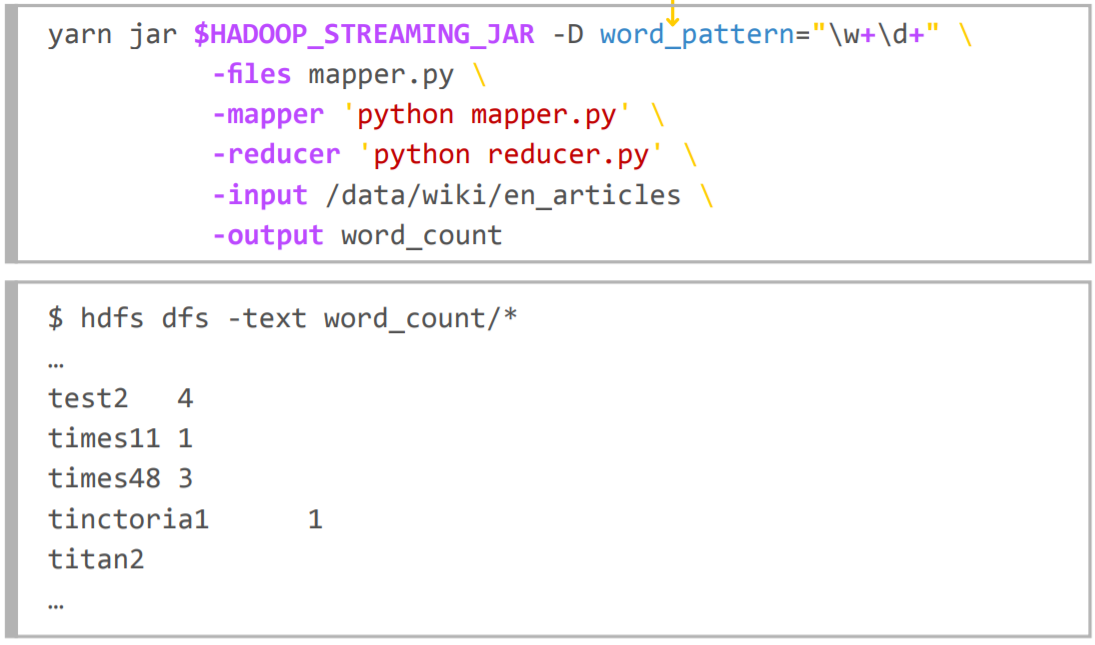 yarn jar $HADOOP_STREAMING_JAR -D word_pattern="\w+\d+" \
-files mapper.py \
-mapper 'python mapper.py' \
-reducer 'python reducer.py' \
-input /data/wiki/en_articles \
-output word_count
$ hdfs dfs -text word_count/*
…
test2 4
times11 1
times48 3
tinctoria1 1
titan2
…